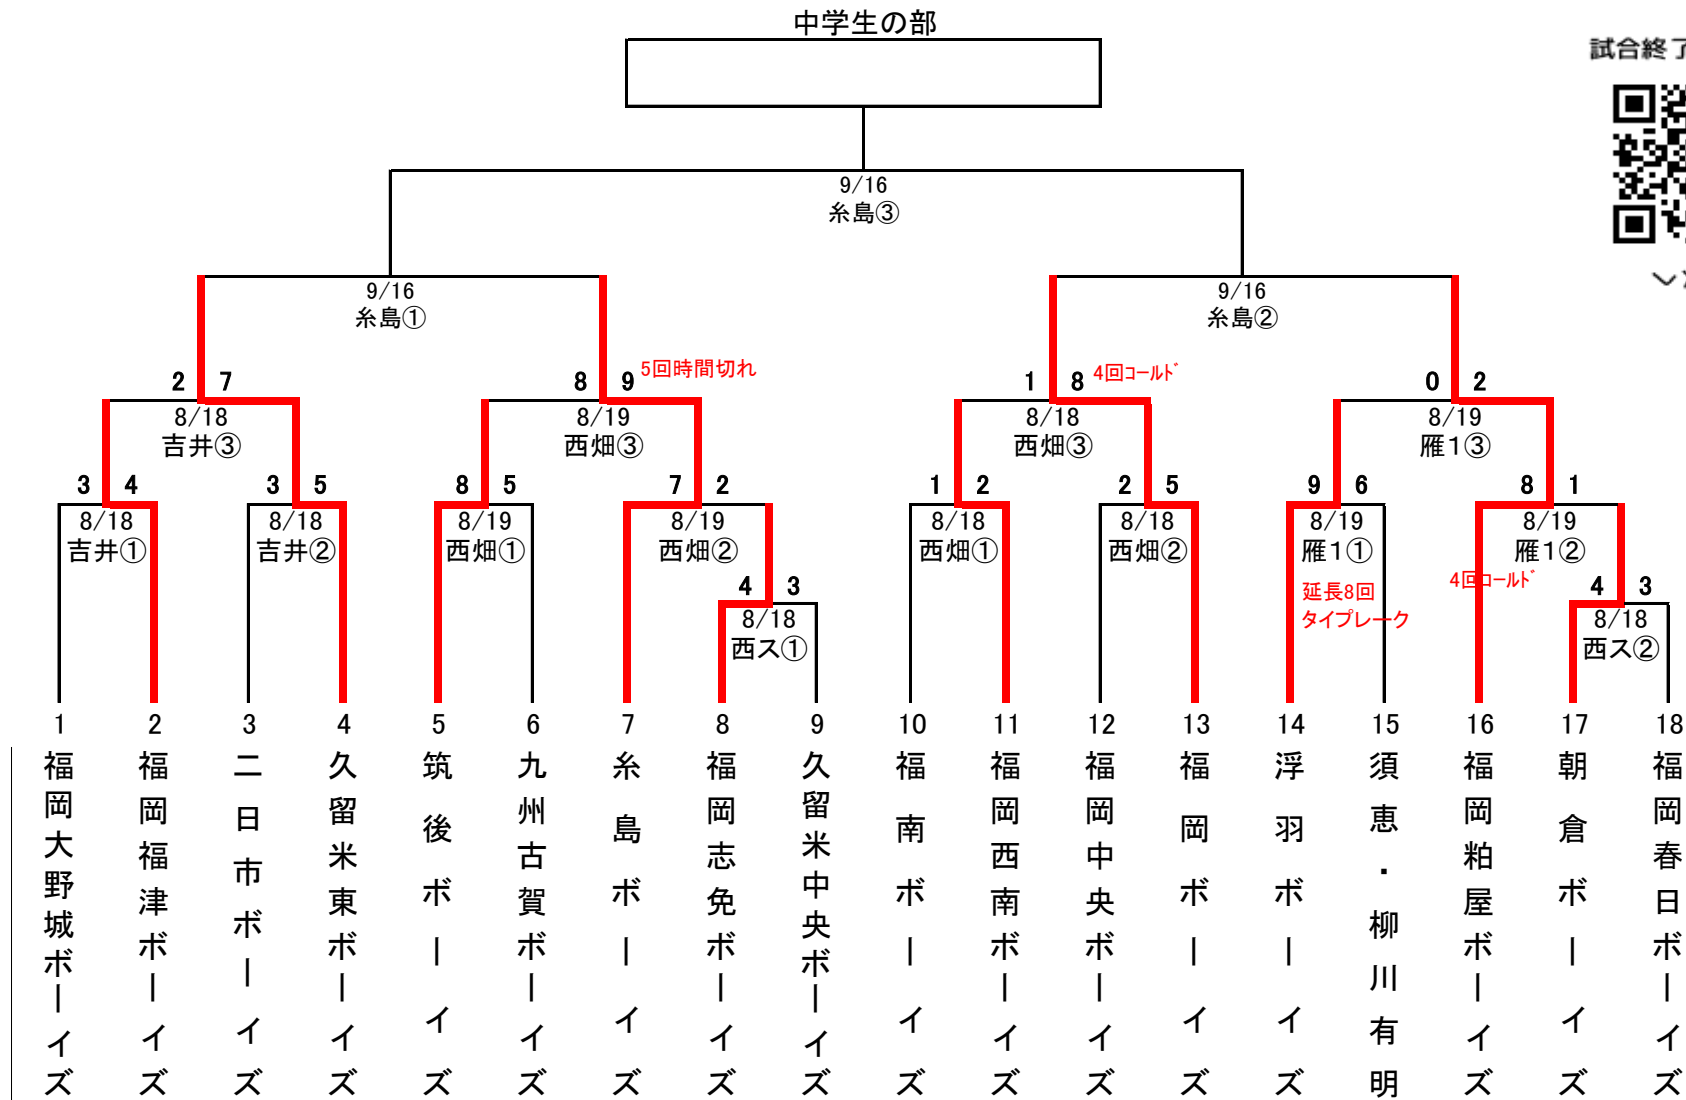 中学生の部
試合終了
9/16
糸島③
9/16
糸島①
9/16
糸島②
2 7
8 9
5回時間切れ
1 8
4回コールド
0 2
8/18
吉井③
8/19
西畑③
8/18
西畑③
8/19
雁1③
3 4
3 5
8 5
7 2
1 2
2 5
9 6
8 1
8/18
吉井①
8/18
吉井②
8/19
西畑①
8/19
西畑②
8/18
西畑①
8/18
西畑②
8/19
雁1①
8/19
雁1②
4 3
8/18
西ス①
延長8回
タイプレーク
4回コールド
4 3
8/18
西ス②
1 2 3 4 5 6 7 8 9 10 11 12 13 14 15 16 17 18
福岡大野城ボーイズ
福岡福津ボーイズ
二日市ボーイズ
久留米東ボーイズ
筑後ボーイズ
九州古賀ボーイズ
糸島ボーイズ
福岡志免ボーイズ
久留米中央ボーイズ
福南ボーイズ
福岡西南ボーイズ
福岡中央ボーイズ
福岡ボーイズ
浮羽ボーイズ
須恵・柳川有明
福岡粕屋ボーイズ
朝倉ボーイズ
福岡春日ボーイズ